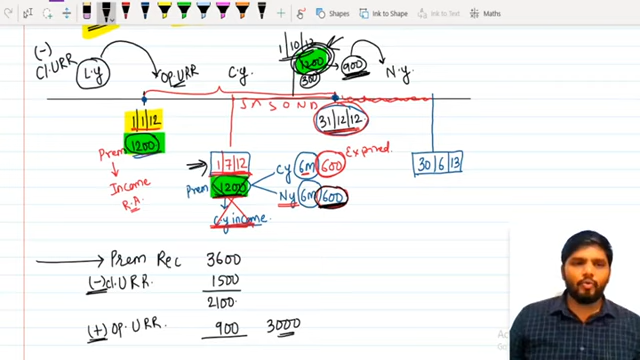 Shapes Ink to Shape Ink to Math
Convert Maths
(-)
Cl.URR
L.y
Op.URR
C.y.
1/10/12
1200
300
900
N.y
J A S O N D
1/1/12
31/12/12
Prem 1200
Income
R.A.
1/7/12
Prem 1200
C.y income
Cy 6m 600 Expired
Ny 6m 600
30/6/13
Prem Rec 3600
(-) Cl.URR 1500
2100
(+) Op.URR 900 3000